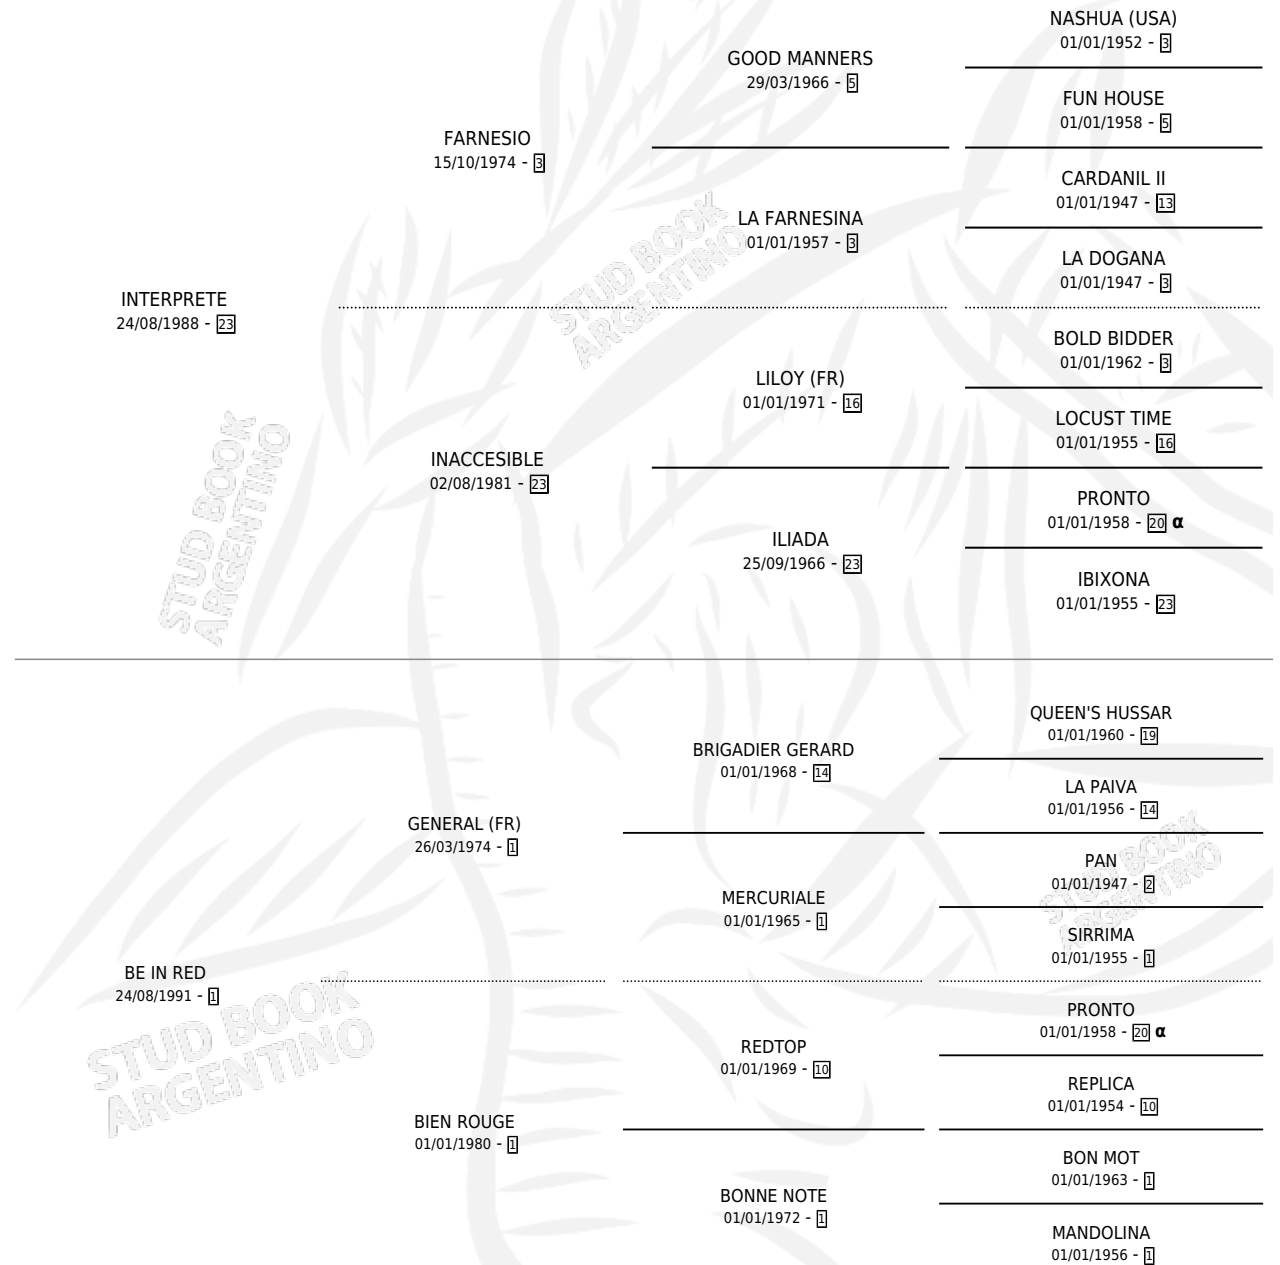 NASHUA (USA)
01/01/1952 - 3
GOOD MANNERS
29/03/1966 - 5
FUN HOUSE
01/01/1958 - 5
FARNESIO
15/10/1974 - 3
CARDANIL II
01/01/1947 - 13
LA FARNESINA
01/01/1957 - 3
LA DOGANA
01/01/1947 - 3
INTERPRETE
24/08/1988 - 23
BOLD BIDDER
01/01/1962 - 3
LILOY (FR)
01/01/1971 - 16
LOCUST TIME
01/01/1955 - 16
INACCESIBLE
02/08/1981 - 23
PRONTO
01/01/1958 - 20 α
ILIADA
25/09/1966 - 23
IBIXONA
01/01/1955 - 23
QUEEN'S HUSSAR
01/01/1960 - 19
BRIGADIER GERARD
01/01/1968 - 14
LA PAIVA
01/01/1956 - 14
GENERAL (FR)
26/03/1974 - 1
PAN
01/01/1947 - 2
MERCURIALE
01/01/1965 - 1
SIRRIMA
01/01/1955 - 1
BE IN RED
24/08/1991 - 1
PRONTO
01/01/1958 - 20 α
REDTOP
01/01/1969 - 10
REPLICA
01/01/1954 - 10
BIEN ROUGE
01/01/1980 - 1
BON MOT
01/01/1963 - 1
BONNE NOTE
01/01/1972 - 1
MANDOLINA
01/01/1956 - 1
STUD BOOK
ARGENTINO
STUD BOOK
ARGENTINO
STUD BOOK
ARGENTINO
STUD BOOK
ARGENTINO